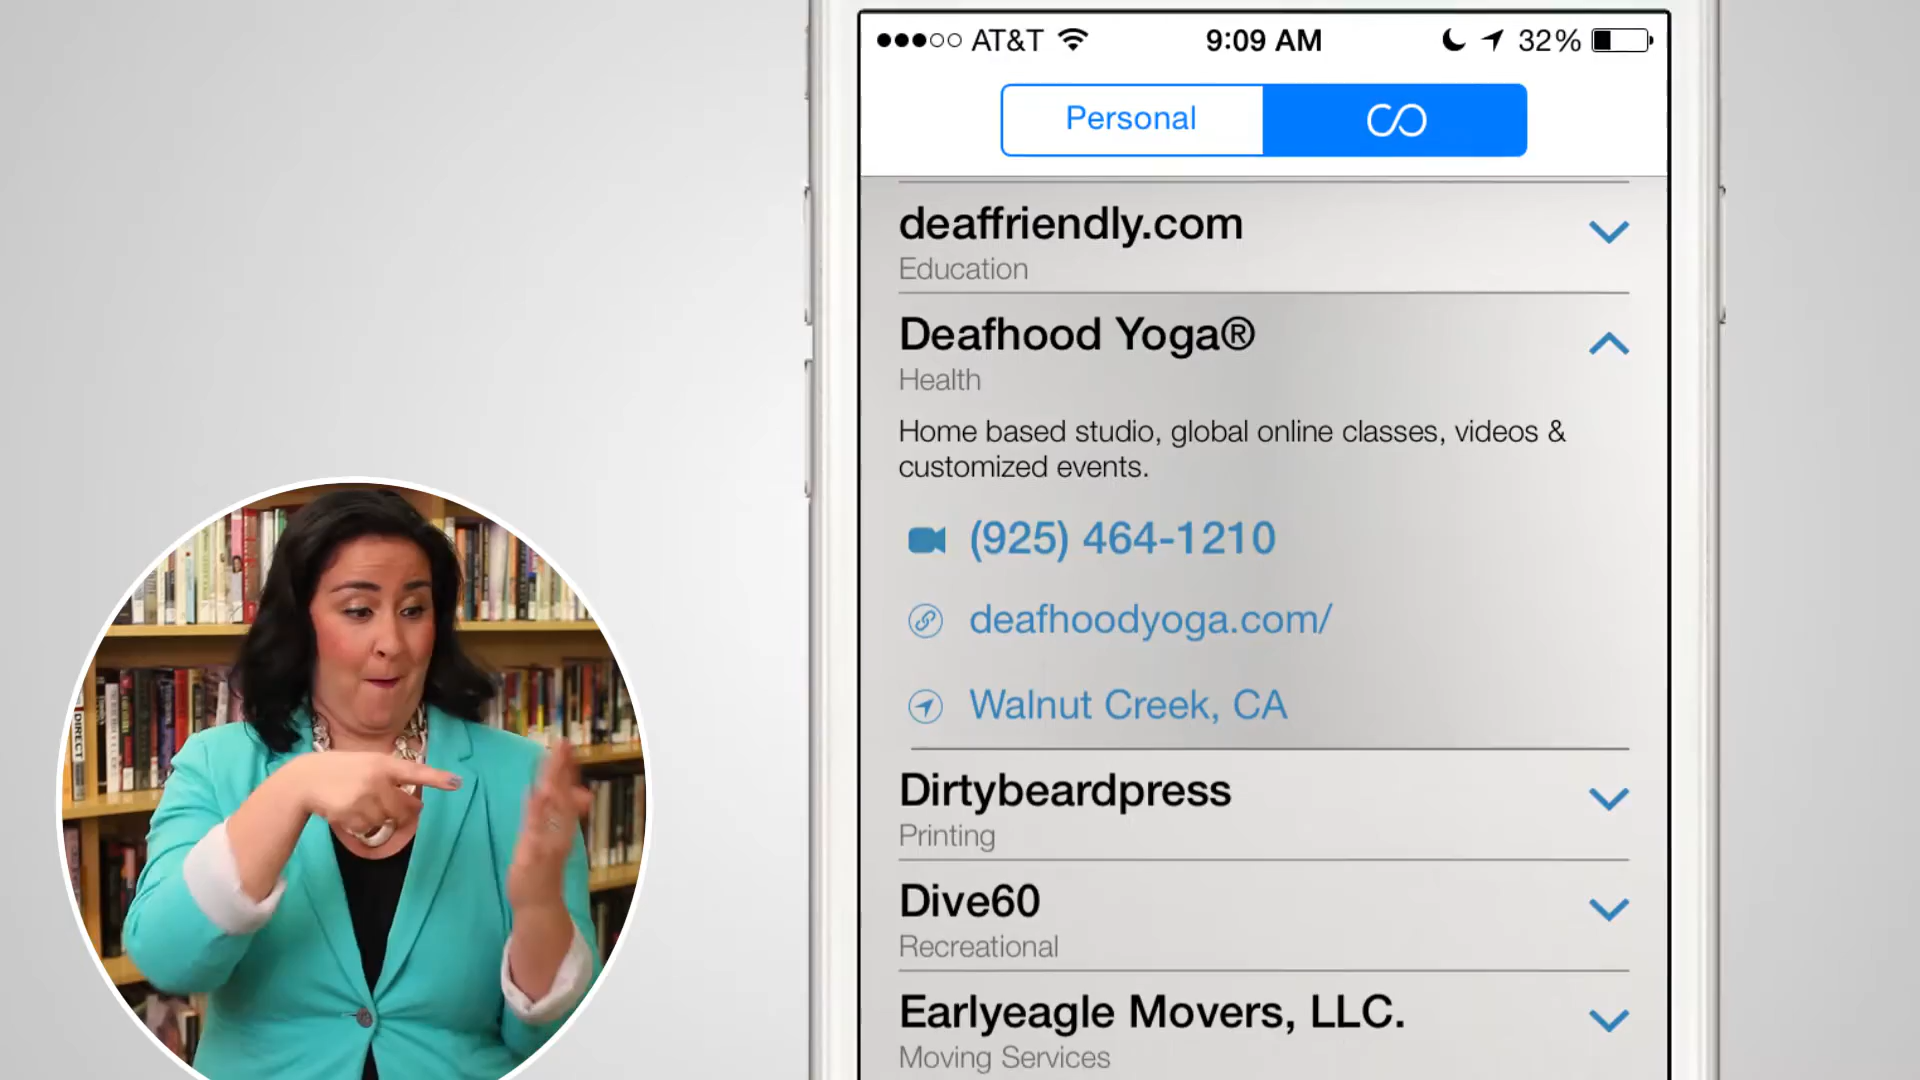 AT&T 9:09 AM 32%
Personal
deaffriendly.com
Education
Deafhood Yoga®
Health
Home based studio, global online classes, videos &
customized events.
(925) 464-1210
deafhoodyoga.com/
Walnut Creek, CA
Dirtybeardpress
Printing
Dive60
Recreational
Earlyeagle Movers, LLC.
Moving Services
DIRECT